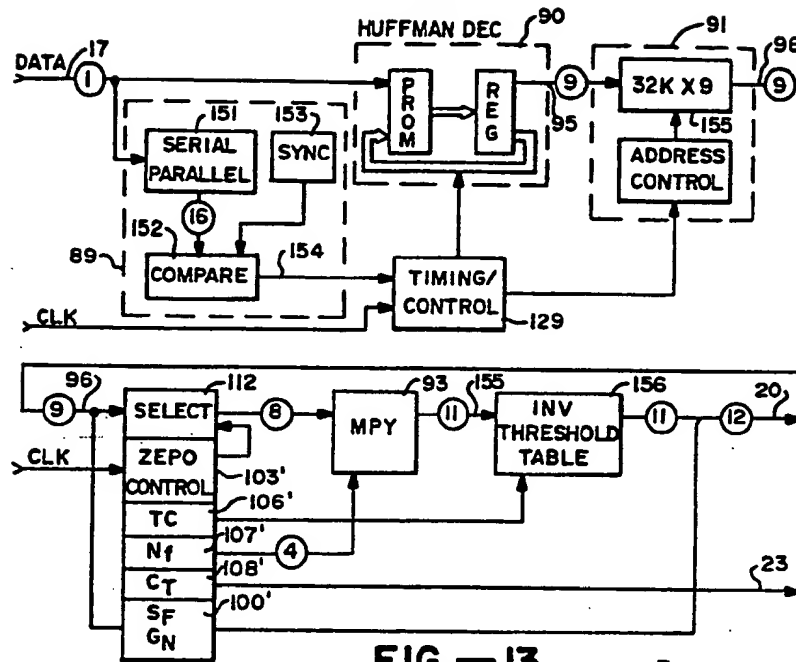 HUFFMAN DEC
90
91
DATA
17
1
PROM
REG
9
95
32K X 9
98
9
155
ADDRESS CONTROL
151
SERIAL PARALLEL
153
SYNC
16
152
COMPARE
154
89
TIMING/ CONTROL
129
CLK
9
96
112
SELECT
8
93
MPY
11
155
156
INV THRESHOLD TABLE
11
12
20
CLK
ZEPO CONTROL
103'
TC
106'
Nf
107'
4
CT
108'
23
SF
GN
100'
FIG — 13